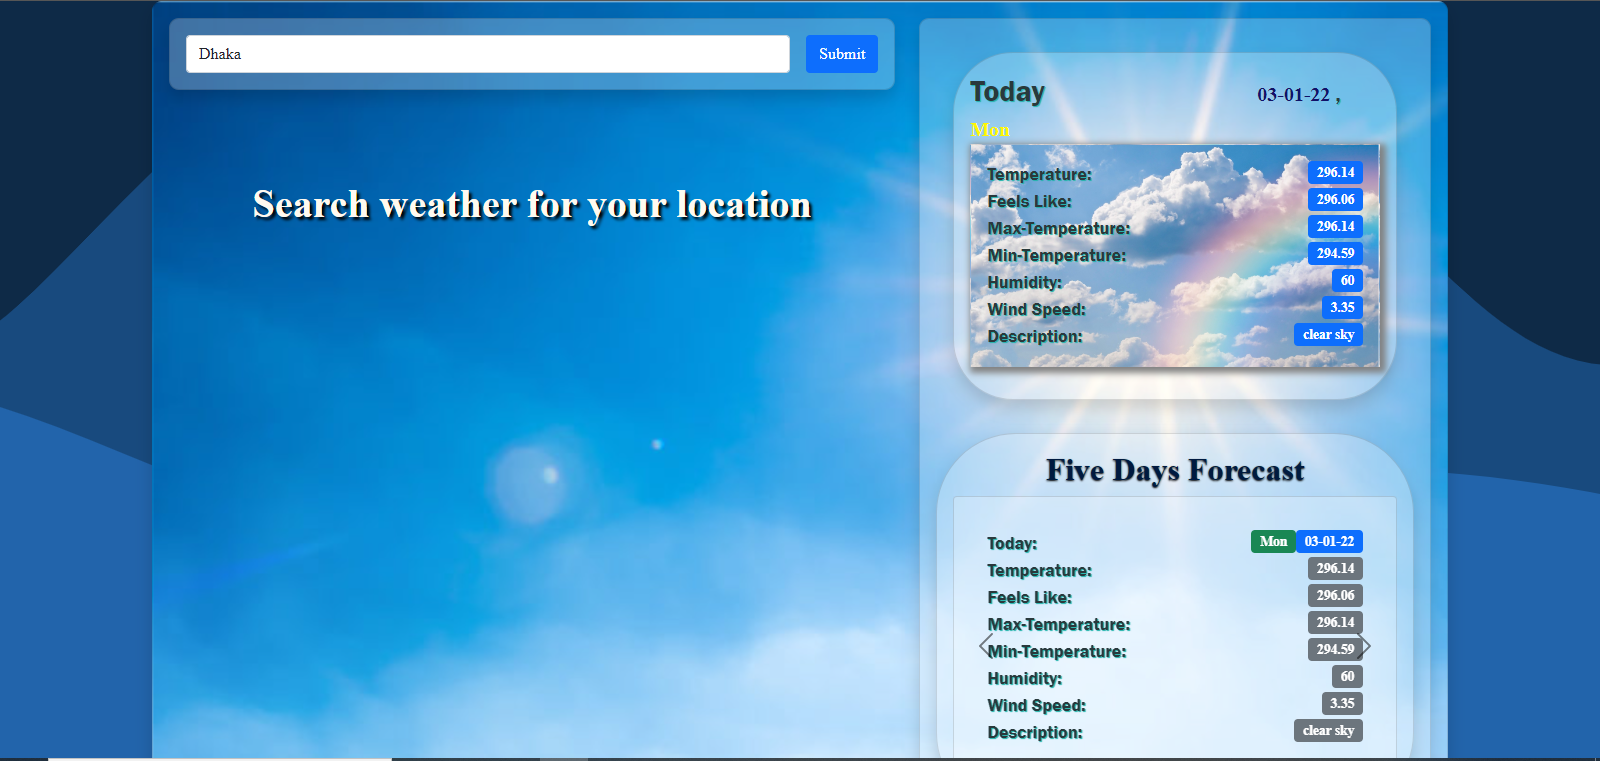 Dhaka
Submit
Search weather for your location
Today 03-01-22 ,
Mon
Temperature: 296.14
Feels Like: 296.06
Max-Temperature: 296.14
Min-Temperature: 294.59
Humidity: 60
Wind Speed: 3.35
Description: clear sky
Five Days Forecast
Today: Mon 03-01-22
Temperature: 296.14
Feels Like: 296.06
Max-Temperature: 296.14
Min-Temperature: 294.59
Humidity: 60
Wind Speed: 3.35
Description: clear sky